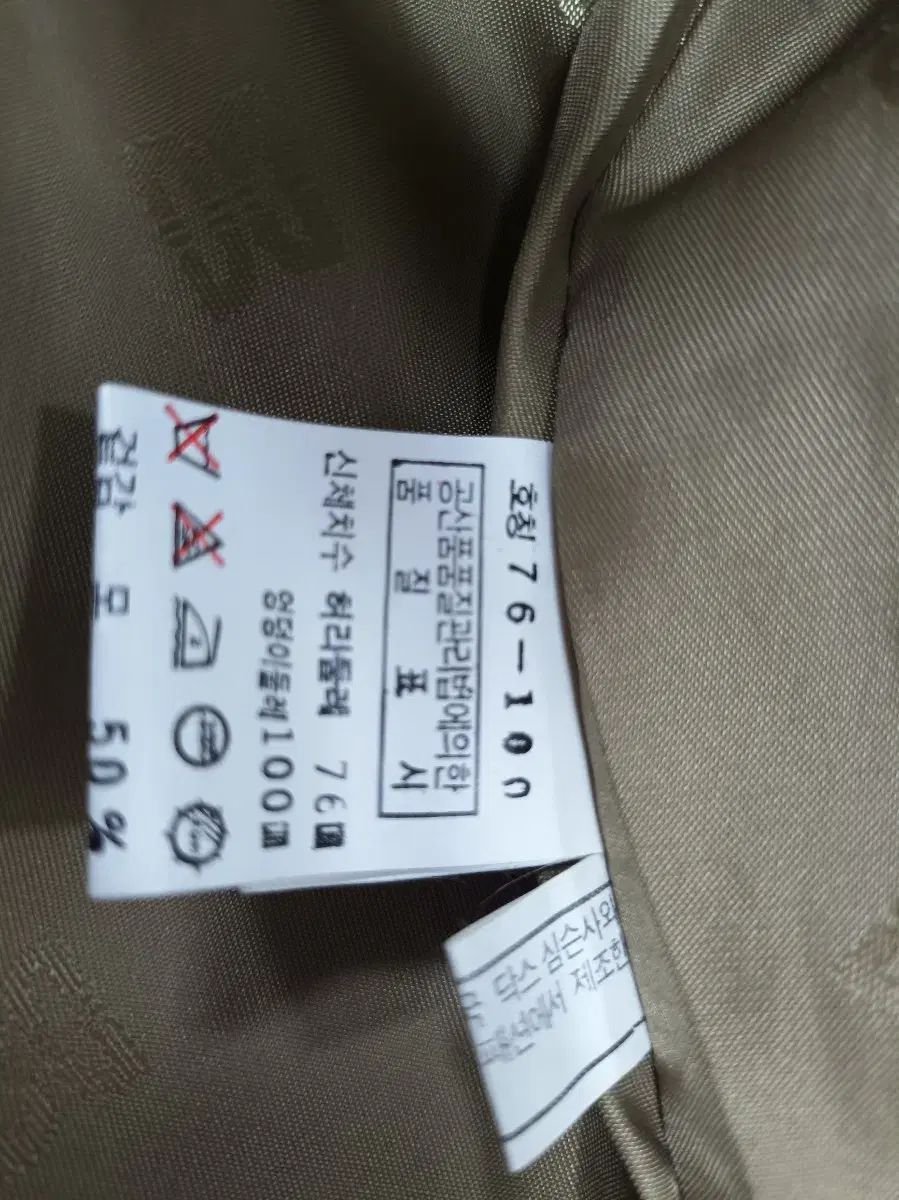 호칭 76-100
공산품품질관리법에의한
품질표시
신체치수 허리둘레 76㎝
엉덩이둘레100㎝
겉감 모 50%
닥스 심슨사와
에서 제조한